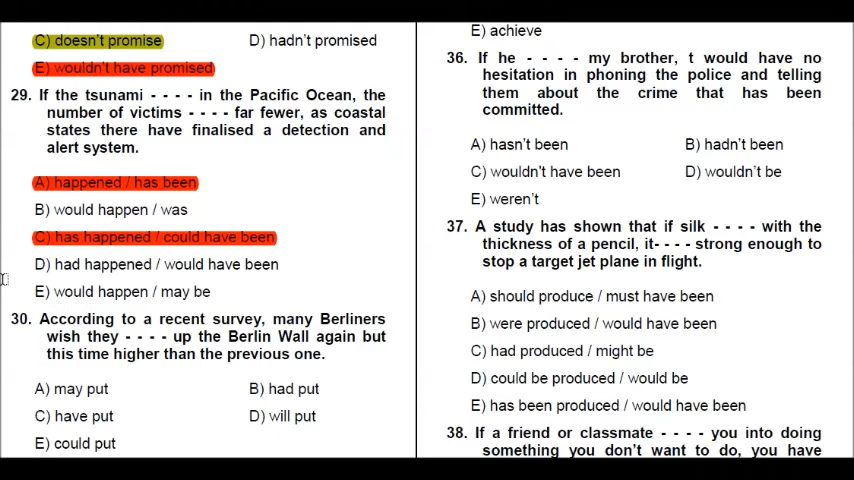 C) doesn't promise D) hadn't promised
E) wouldn't have promised
29. If the tsunami - - - - in the Pacific Ocean, the
number of victims - - - - far fewer, as coastal
states there have finalised a detection and
alert system.
A) happened / has been
B) would happen / was
C) has happened / could have been
D) had happened / would have been
E) would happen / may be
30. According to a recent survey, many Berliners
wish they - - - - up the Berlin Wall again but
this time higher than the previous one.
A) may put B) had put
C) have put D) will put
E) could put
E) achieve
36. If he - - - - my brother, t would have no
hesitation in phoning the police and telling
them about the crime that has been
committed.
A) hasn't been B) hadn't been
C) wouldn't have been D) wouldn't be
E) weren't
37. A study has shown that if silk - - - - with the
thickness of a pencil, it- - - - strong enough to
stop a target jet plane in flight.
A) should produce / must have been
B) were produced / would have been
C) had produced / might be
D) could be produced / would be
E) has been produced / would have been
38. If a friend or classmate - - - - you into doing
something you don't want to do, you have